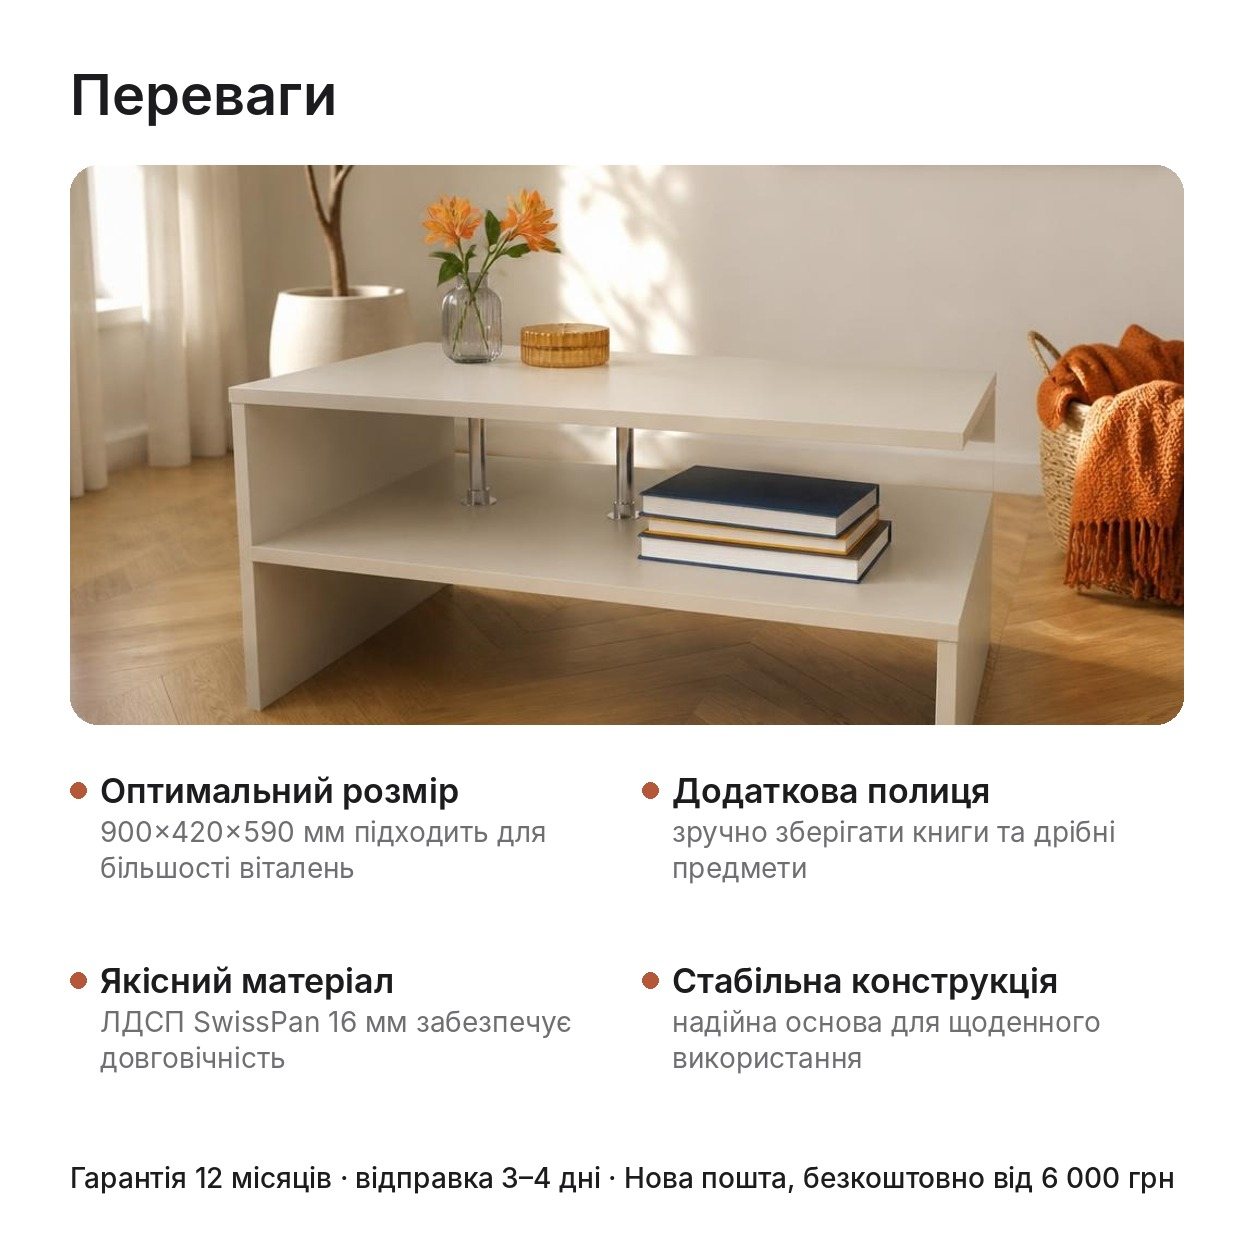 Переваги
Оптимальний розмір
900×420×590 мм підходить для
більшості віталень
Додаткова полиця
зручно зберігати книги та дрібні
предмети
Якісний матеріал
ЛДСП SwissPan 16 мм забезпечує
довговічність
Стабільна конструкція
надійна основа для щоденного
використання
Гарантія 12 місяців · відправка 3–4 дні · Нова пошта, безкоштовно від 6 000 грн